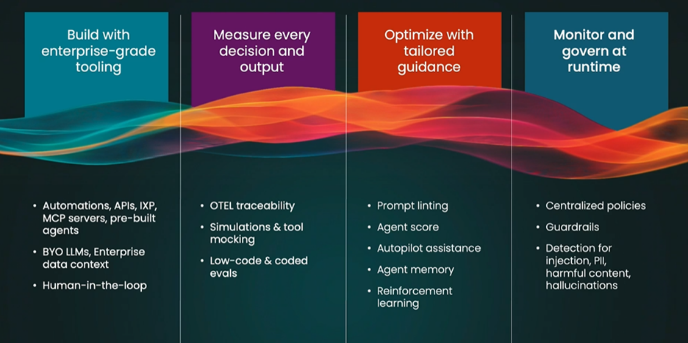 Build with
enterprise-grade
tooling
Measure every
decision and
output
Optimize with
tailored
guidance
Monitor and
govern at
runtime
• Automations, APIs, IXP,
MCP servers, pre-built
agents
• BYO LLMs, Enterprise
data context
• Human-in-the-loop
• OTEL traceability
• Simulations & tool
mocking
• Low-code & coded
evals
• Prompt linting
• Agent score
• Autopilot assistance
• Agent memory
• Reinforcement
learning
• Centralized policies
• Guardrails
• Detection for
injection, PII,
harmful content,
hallucinations